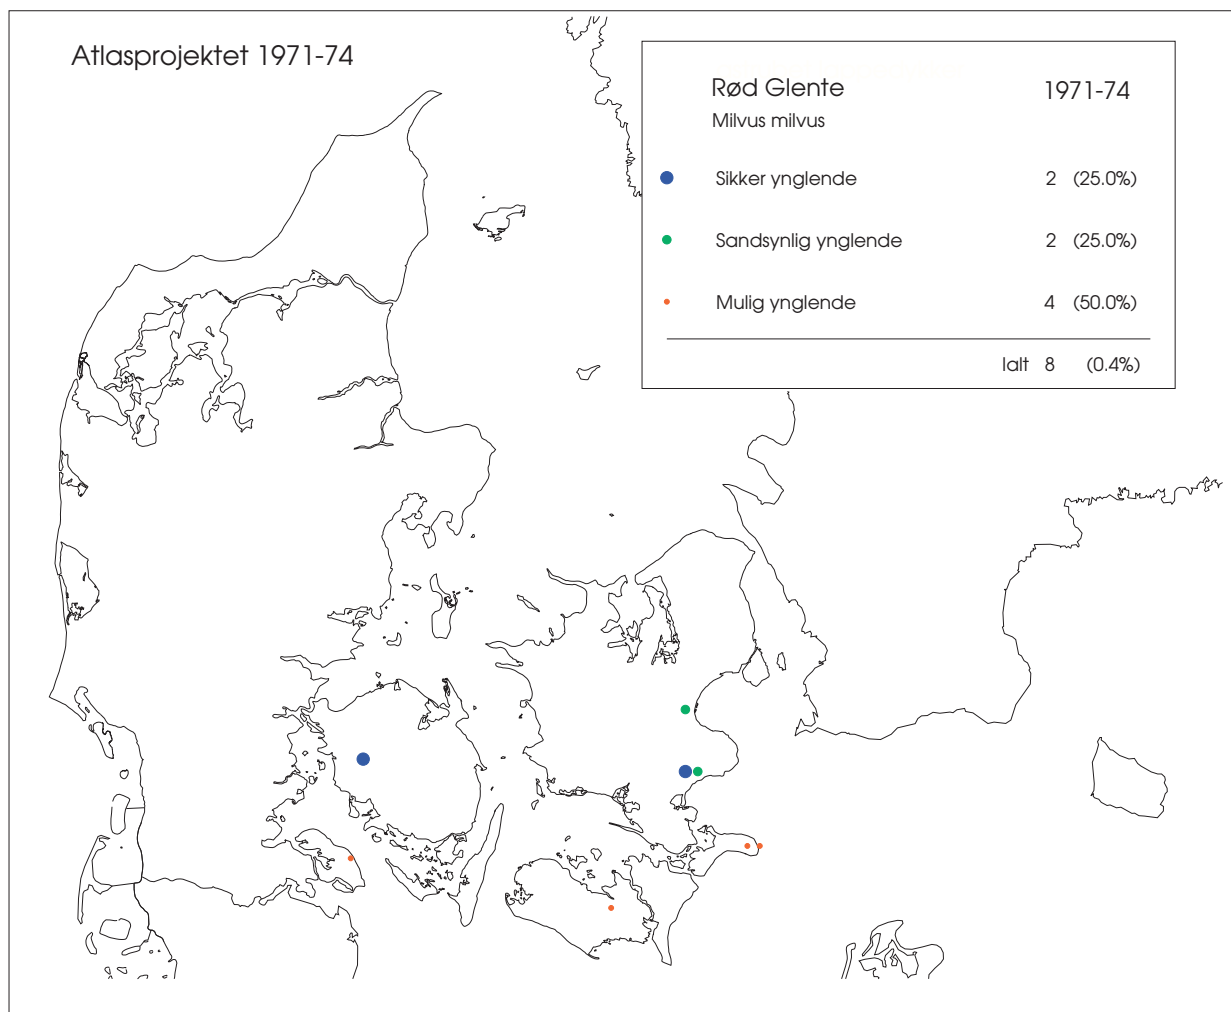 Atlasprojektet 1971-74
Rød Glente 1971-74
Milvus milvus
Sikker ynglende 2 (25.0%)
Sandsynlig ynglende 2 (25.0%)
Mulig ynglende 4 (50.0%)
Ialt 8 (0.4%)